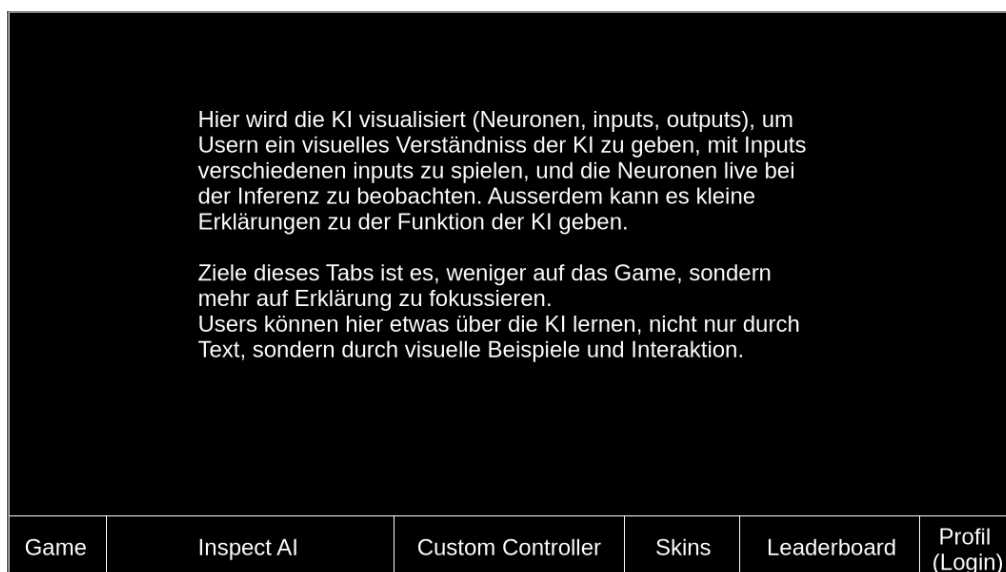 Hier wird die KI visualisiert (Neuronen, inputs, outputs), um
Usern ein visuelles Verständniss der KI zu geben, mit Inputs
verschiedenen inputs zu spielen, und die Neuronen live bei
der Inferenz zu beobachten. Ausserdem kann es kleine
Erklärungen zu der Funktion der KI geben.
Ziele dieses Tabs ist es, weniger auf das Game, sondern
mehr auf Erklärung zu fokussieren.
Users können hier etwas über die KI lernen, nicht nur durch
Text, sondern durch visuelle Beispiele und Interaktion.
Game
Inspect AI
Custom Controller
Skins
Leaderboard
Profil
(Login)